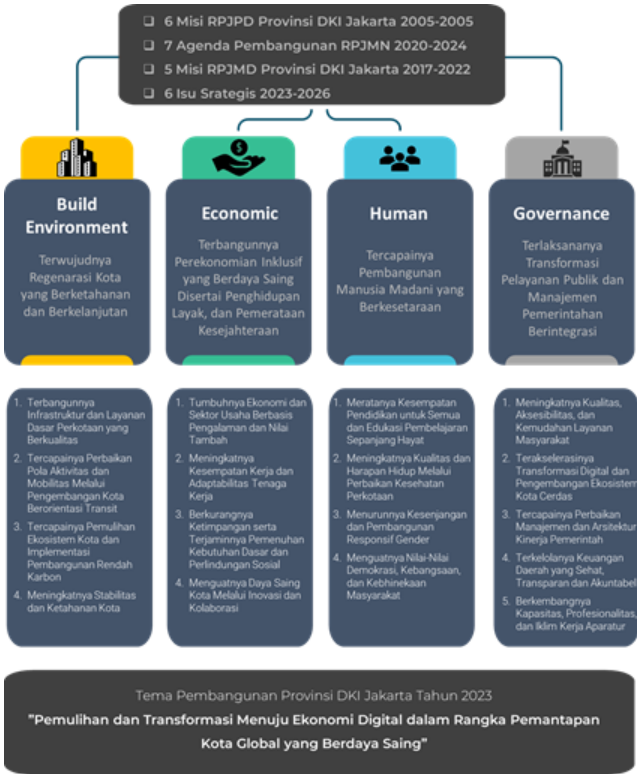 ❑ 6 Misi RPJPD Provinsi DKI Jakarta 2005-2005
❑ 7 Agenda Pembangunan RPJMN 2020-2024
❑ 5 Misi RPJMD Provinsi DKI Jakarta 2017-2022
❑ 6 Isu Srategis 2023-2026
Build
Environment
Terwujudnya
Regenarasi Kota
yang Berketahanan
dan Berkelanjutan
Economic
Terbangunnya
Perekonomian Inklusif
yang Berdaya Saing
Disertai Penghidupan
Layak, dan Pemerataan
Kesejahteraan
Human
Tercapainya
Pembangunan
Manusia Madani yang
Berkesetaraan
Governance
Terlaksananya
Transformasi
Pelayanan Publik dan
Manajemen
Pemerintahan
Berintegrasi
1. Terbangunnya
Infrastruktur dan Layanan
Dasar Perkotaan yang
Berkualitas
2. Tercapainya Perbaikan
Pola Aktivitas dan
Mobilitas Melalui
Pengembangan Kota
Berorientasi Transit
3. Tercapainya Pemulihan
Ekosistem Kota dan
Implementasi
Pembangunan Rendah
Karbon
4. Meningkatnya Stabilitas
dan Ketahanan Kota
1. Tumbuhnya Ekonomi dan
Sektor Usaha Berbasis
Pengalaman dan Nilai
Tambah
2. Meningkatnya
Kesempatan Kerja dan
Adaptabilitas Tenaga
Kerja
3. Berkurangnya
Ketimpangan serta
Terjaminnya Pemenuhan
Kebutuhan Dasar dan
Perlindungan Sosial
4. Menguatnya Daya Saing
Kota Melalui Inovasi dan
Kolaborasi
1. Meratanya Kesempatan
Pendidikan untuk Semua
dan Edukasi Pembelajaran
Sepanjang Hayat
2. Meningkatnya Kualitas dan
Harapan Hidup Melalui
Perbaikan Kesehatan
Perkotaan
3. Menurunnya Kesenjangan
dan Pembangunan
Responsif Gender
4. Menguatnya Nilai-Nilai
Demokrasi, Kebangsaan,
dan Kebhinekaan
Masyarakat
1. Meningkatnya Kualitas,
Aksesibilitas, dan
Kemudahan Layanan
Masyarakat
2. Terakselerasinya
Transformasi Digital dan
Pengembangan Ekosistem
Kota Cerdas
3. Tercapainya Perbaikan
Manajemen dan Arsitektur
Kinerja Pemerintah
4. Terkelolanya Keuangan
Daerah yang Sehat,
Transparan dan Akuntabel
5. Berkembangnya
Kapasitas, Profesionalitas,
dan Iklim Kerja Aparatur
Tema Pembangunan Provinsi DKI Jakarta Tahun 2023
"Pemulihan dan Transformasi Menuju Ekonomi Digital dalam Rangka Pemantapan
Kota Global yang Berdaya Saing"